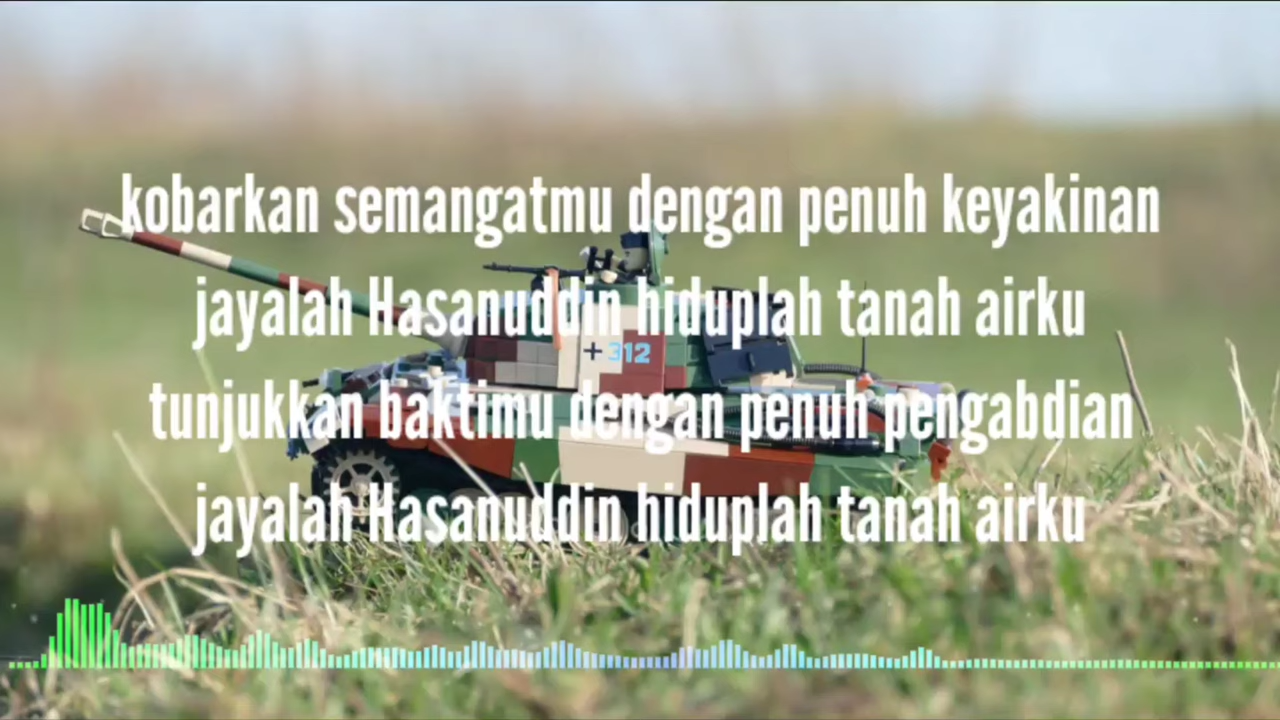 kobarkan semangatmu dengan penuh keyakinan
jayalah Hasanuddin hiduplah tanah airku
312
tunjukkan baktimu dengan penuh pengabdian
jayalah Hasanuddin hiduplah tanah airku